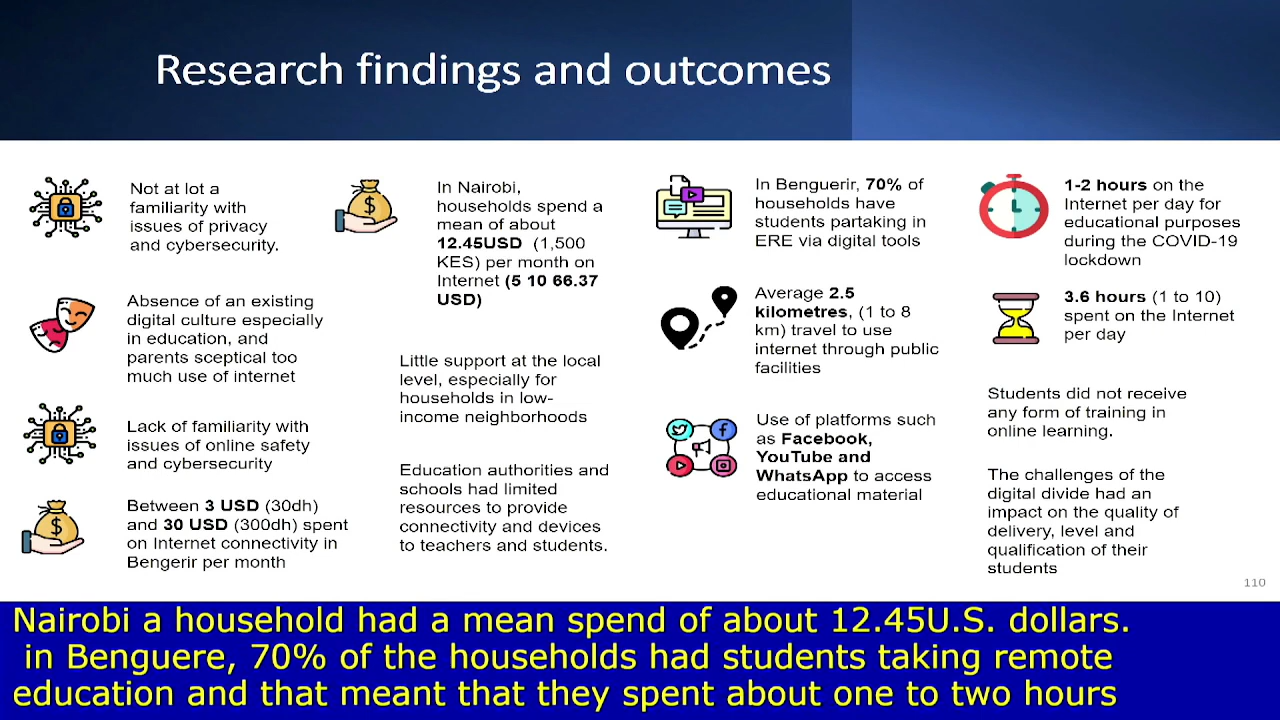 Research findings and outcomes
Not at lot a
familiarity with
issues of privacy
and cybersecurity.
Absence of an existing
digital culture especially
in education, and
parents sceptical too
much use of internet
Lack of familiarity with
issues of online safety
and cybersecurity
Between 3 USD (30dh)
and 30 USD (300dh) spent
on Internet connectivity in
Bengerir per month
In Nairobi,
households spend a
mean of about
12.45USD (1,500
KES) per month on
Internet (5 10 66.37
USD)
Little support at the local
level, especially for
households in low-
income neighborhoods
Education authorities and
schools had limited
resources to provide
connectivity and devices
to teachers and students.
In Benguerir, 70% of
households have
students partaking in
ERE via digital tools
Average 2.5
kilometres, (1 to 8
km) travel to use
internet through public
facilities
Use of platforms such
as Facebook,
YouTube and
WhatsApp to access
educational material
1-2 hours on the
Internet per day for
educational purposes
during the COVID-19
lockdown
3.6 hours (1 to 10)
spent on the Internet
per day
Students did not receive
any form of training in
online learning.
The challenges of the
digital divide had an
impact on the quality of
delivery, level and
qualification of their
students
110
Nairobi a household had a mean spend of about 12.45U.S. dollars.
in Benguere, 70% of the households had students taking remote
education and that meant that they spent about one to two hours